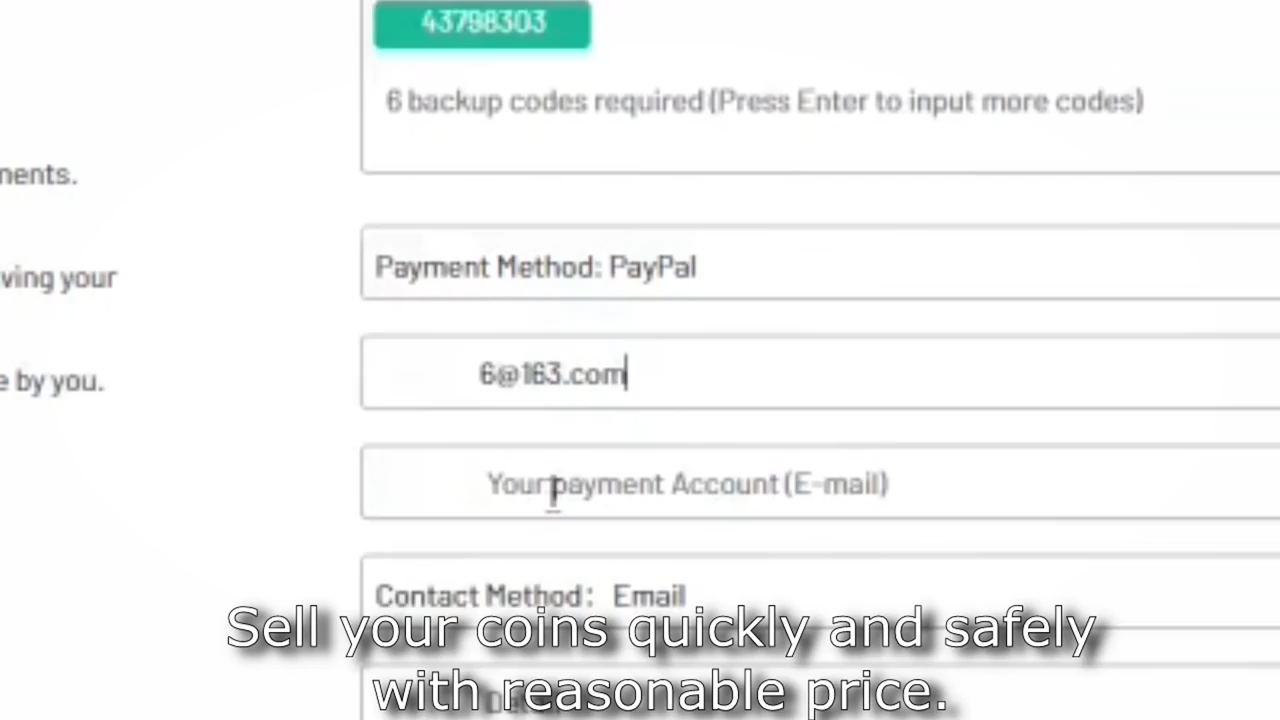 43798303
6 backup codes required (Press Enter to input more codes)
nents.
Payment Method: PayPal
ving your
6@163.com
e by you.
Your payment Account (E-mail)
Contact Method: Email
Sell your coins quickly and safely
with reasonable price.